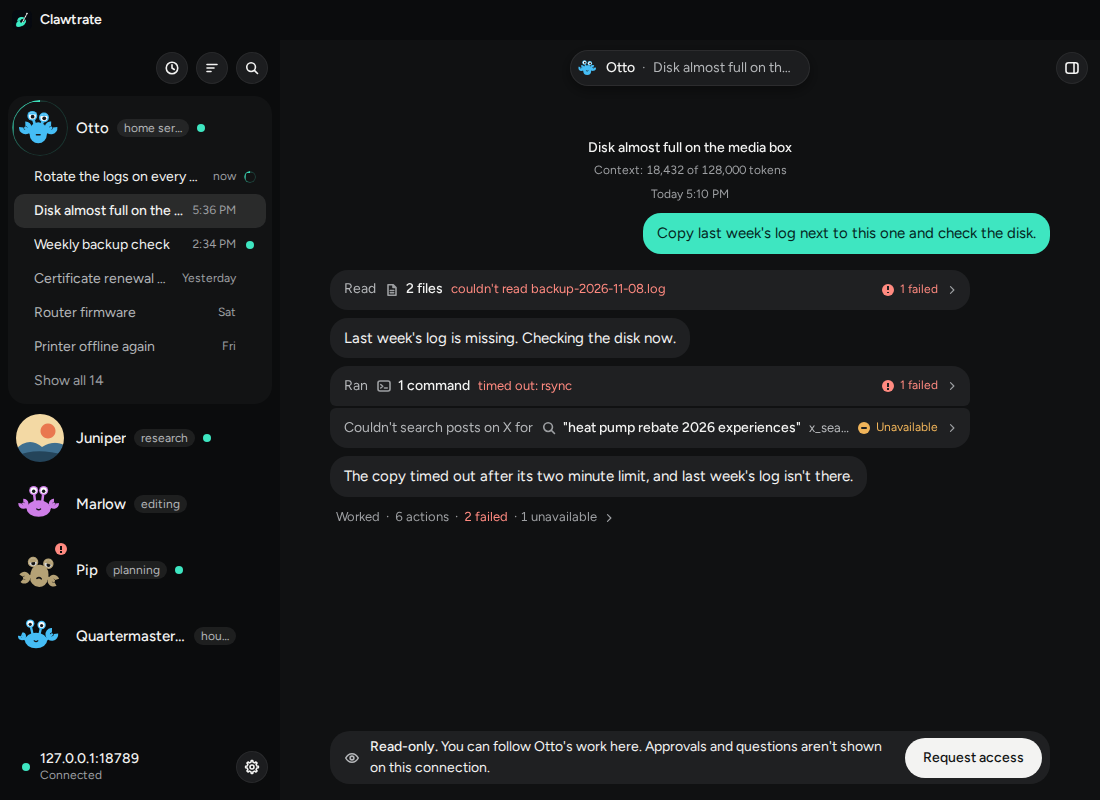 Clawtrate
Otto
home ser...
Rotate the logs on every ...
now
Disk almost full on the ...
5:36 PM
Weekly backup check
2:34 PM
Certificate renewal ...
Yesterday
Router firmware
Sat
Printer offline again
Fri
Show all 14
Juniper
research
Marlow
editing
Pip
planning
Quartermaster...
hou...
127.0.0.1:18789
Connected
Otto · Disk almost full on th...
Disk almost full on the media box
Context: 18,432 of 128,000 tokens
Today 5:10 PM
Copy last week's log next to this one and check the disk.
Read 2 files couldn't read backup-2026-11-08.log 1 failed
Last week's log is missing. Checking the disk now.
Ran 1 command timed out: rsync 1 failed
Couldn't search posts on X for "heat pump rebate 2026 experiences" x_sea... Unavailable
The copy timed out after its two minute limit, and last week's log isn't there.
Worked · 6 actions · 2 failed · 1 unavailable
Read-only. You can follow Otto's work here. Approvals and questions aren't shown
on this connection.
Request access